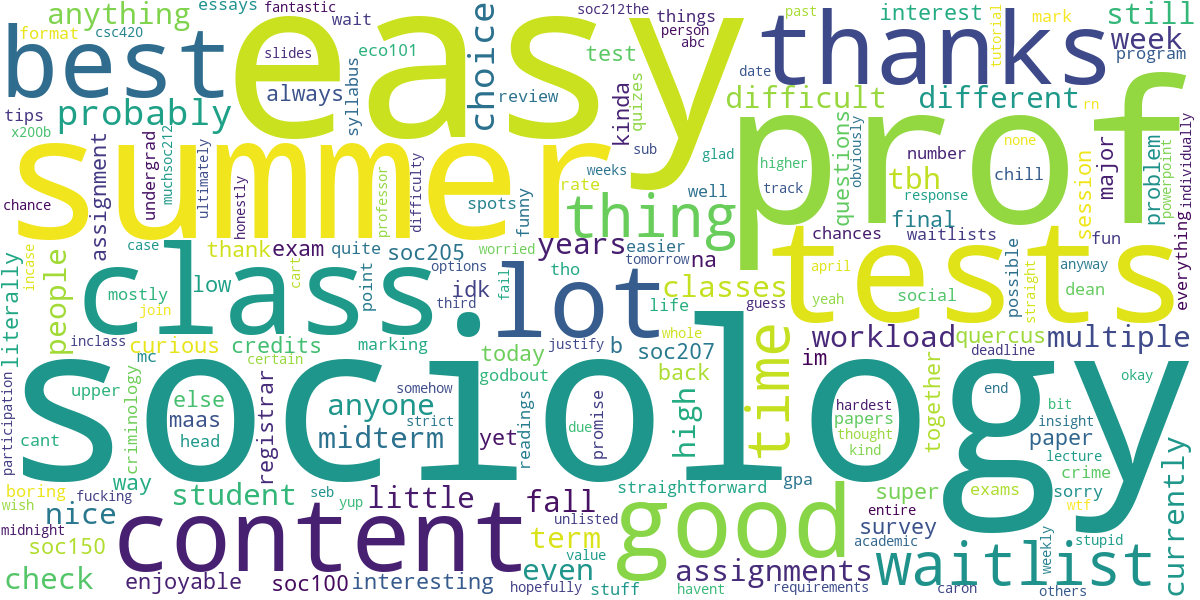 anything
essays
fantastic
soc212the
things
interest
still
format
csc420
wait
person
past
mark
week
best
easy
slides
choice
abc
thanks
tutorial
program
always
eco101
test
date
tips
probably
syllabus
review
quizes
difficult
different
rn
x200b
kinda
none
summer
assignment
undergrad
muchsoc212
ultimately
honestly
professor
difficulty
sub
glad
higher
prof
questions
obviously
number
session
major
problem
powerpoint
individually
chance
rate
weeks
well
track
tbh
response
chill
spots
funny
thing
final
incase
case
thank
exam
quite
soc205
worried
years
easier
chances
waitlists
fun
everything
literally
people
class.
cart
point
options
idk
tho
tomorrow
na
classes
april
tests
possible
straight
anyway
mostly
low
third
fail
lot
life
guess
yeah
social
dean
join
inclass
curious
credits
marking
whole
justify
b
soc207
time
workload
quercus
multiple
mc
certain
today
godbout
back
im
deadline
participation
upper
criminology
else
somehow
hardest
end
okay
sociology
maas
anyone
strict
readings
due
promise
high
papers
together
bit
insight
cant
head
registrar
midterm
yet
thought
kind
paper
lecture
currently
way
gpa
crime
boring
fucking
student
seb
little
fall
straightforward
super
exams
sorry
wish
nice
yup
entire
wtf
midnight
content
unlisted
good
survey
stupid
soc150
term
academic
weekly
value
even
waitlist
check
enjoyable
soc100
interesting
hopefully
stuff
assignments
havent
requirements
caron
others